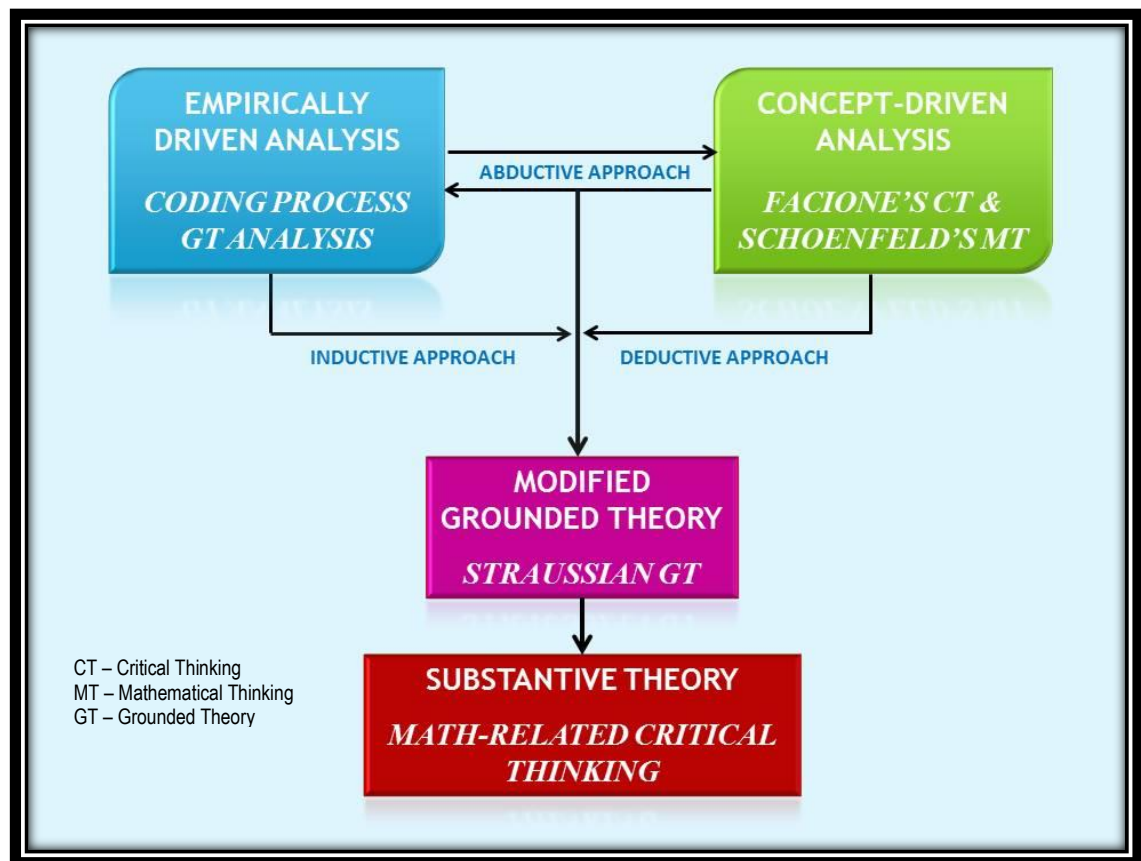 EMPIRICALLY
DRIVEN ANALYSIS
CODING PROCESS
GT ANALYSIS
CONCEPT-DRIVEN
ANALYSIS
FACIONE'S CT &
SCHOENFELD'S MT
ABDUCTIVE APPROACH
INDUCTIVE APPROACH
DEDUCTIVE APPROACH
MODIFIED
GROUNDED THEORY
STRAUSSIAN GT
CT – Critical Thinking
MT – Mathematical Thinking
GT – Grounded Theory
SUBSTANTIVE THEORY
MATH-RELATED CRITICAL
THINKING